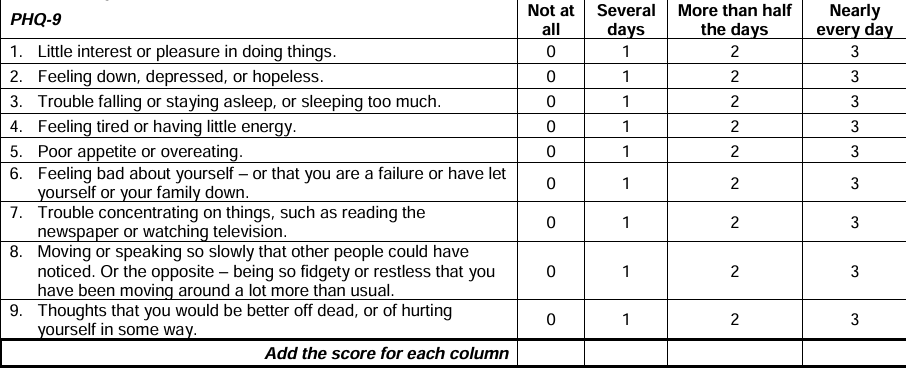 PHQ-9 Not at all Several days More than half the days Nearly every day
1. Little interest or pleasure in doing things. 0 1 2 3
2. Feeling down, depressed, or hopeless. 0 1 2 3
3. Trouble falling or staying asleep, or sleeping too much. 0 1 2 3
4. Feeling tired or having little energy. 0 1 2 3
5. Poor appetite or overeating. 0 1 2 3
6. Feeling bad about yourself – or that you are a failure or have let
yourself or your family down. 0 1 2 3
7. Trouble concentrating on things, such as reading the
newspaper or watching television. 0 1 2 3
8. Moving or speaking so slowly that other people could have
noticed. Or the opposite – being so fidgety or restless that you
have been moving around a lot more than usual. 0 1 2 3
9. Thoughts that you would be better off dead, or of hurting
yourself in some way. 0 1 2 3
Add the score for each column